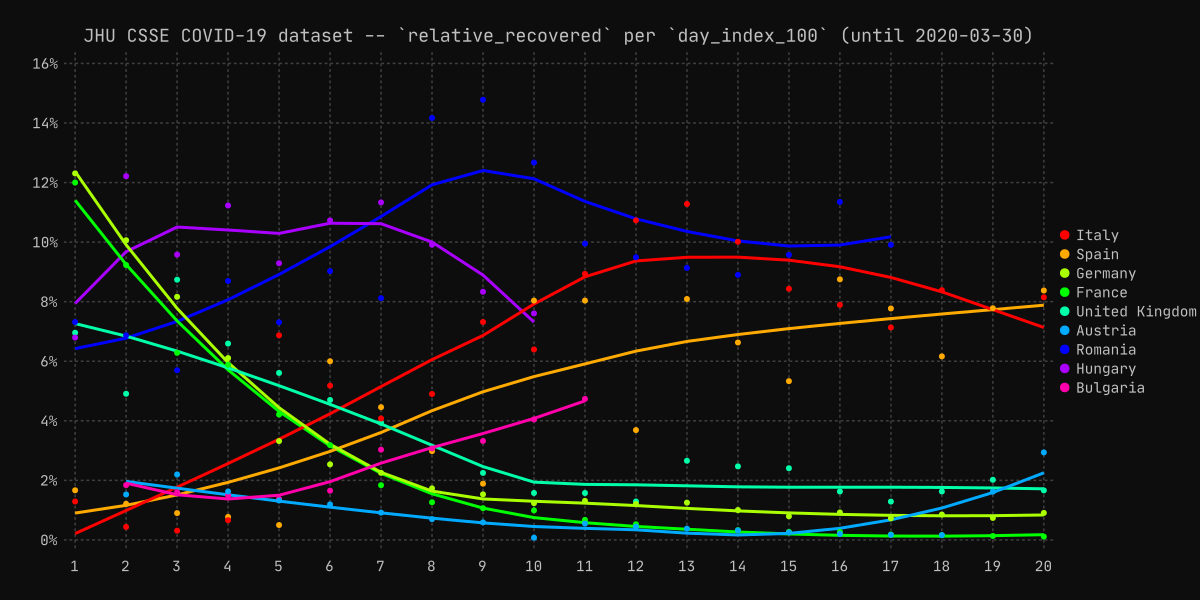 JHU CSSE COVID-19 dataset -- `relative_recovered` per `day_index_100` (until 2020-03-30)
16%
14%
12%
10%
8%
6%
4%
2%
0%
1 2 3 4 5 6 7 8 9 10 11 12 13 14 15 16 17 18 19 20
Italy
Spain
Germany
France
United Kingdom
Austria
Romania
Hungary
Bulgaria